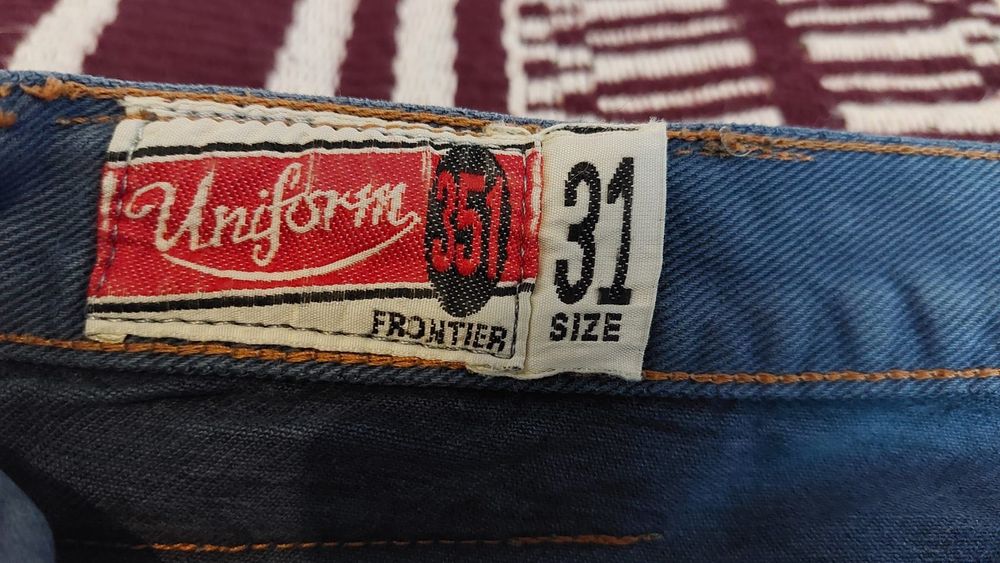 Uniform 351
FRONTIER
31
SIZE